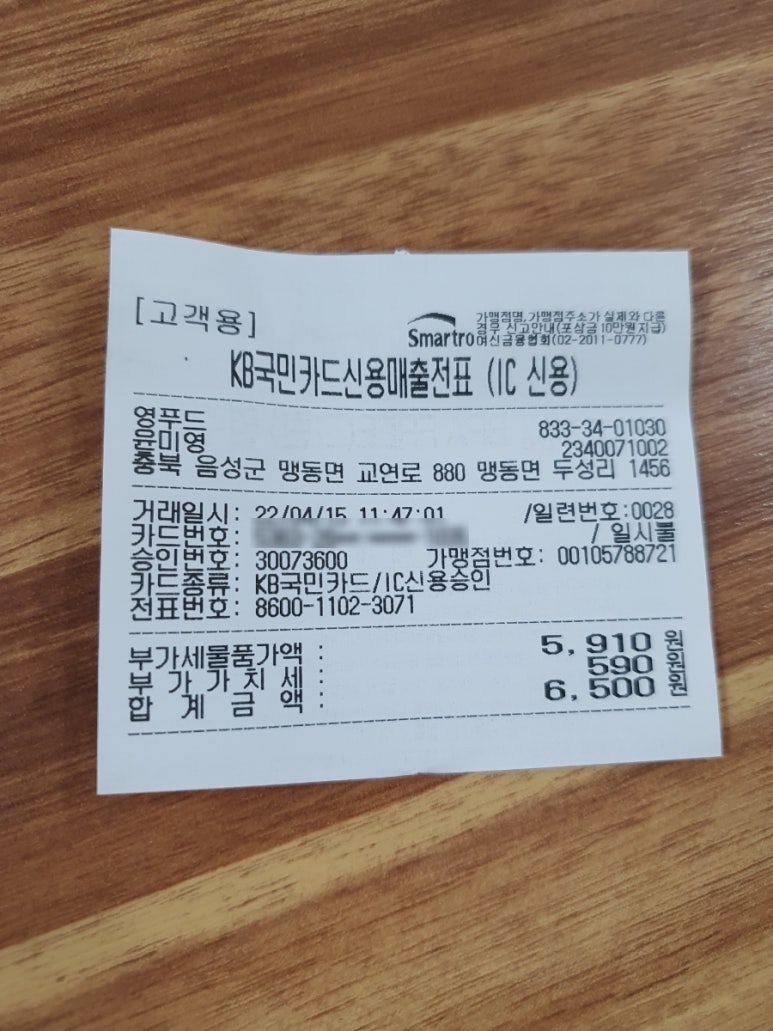 [고객용]
Smartro
가맹점명, 가맹점주소가 실제와 다른
경우 신고안내(포상금 10만원지급)
여신금융협회(02-2011-0777)
KB국민카드신용매출전표 (IC 신용)
영푸드 833-34-01030
윤미영 2340071002
충북 음성군 맹동면 교연로 880 맹동면 두성리 1456
거래일시: 22/04/15 11:47:01 /일련번호:0028
카드번호: / 일시불
승인번호: 30073600 가맹점번호: 00105788721
카드종류: KB국민카드/IC신용승인
전표번호: 8600-1102-3071
부가세물품가액 : 5,910 원
부가가치세 : 590 원
합계금액 : 6,500 원